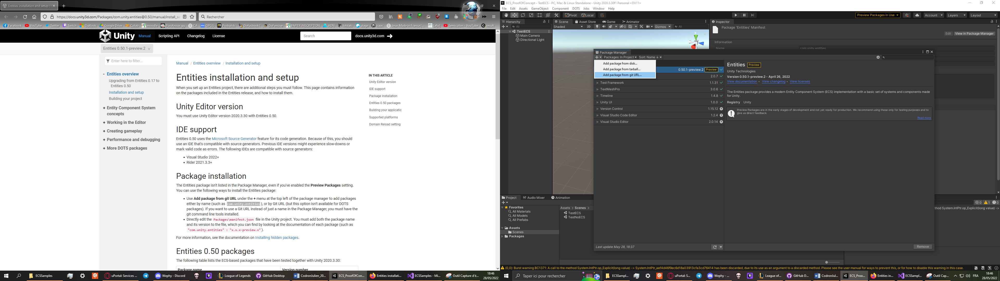 Entities installation and setup |
https://docs.unity3d.com/Packages/com.unity.entities@0.50/manual/install_se
Rechercher
Facebook YouTube Twitter Twitch Outlook Google Drive Colab moodle Porofessor.gg CA OPGG Probuilds Dofusbook ! DoFensive PAPIER INSCRIPTION ADN lolstats stage Isaac Jeux Made in France | ... [afjv] Semicolon - YouTube result
Unity Manual Scripting API Changelog License
Search
docs.unity3d.com
Entities 0.50.1-preview.2
Enter here to filter...
- Entities overview
Upgrading from Entities 0.17 to
Entities 0.50
Installation and setup
Building your project
+ Entity Component System
concepts
+ Working in the Editor
+ Creating gameplay
+ Performance and debugging
+ More DOTS packages
Manual / Entities overview / Installation and setup
Entities installation and setup
When you set up an Entities project, there are additional steps you must follow. This page contains information
on the packages included in the Entities release, and how to install them.
Unity Editor version
You must use Unity Editor version 2020.3.30 with Entities 0.50.
IDE support
Entities 0.50 uses the Microsoft Source Generator feature for its code generation. Because of this, you should
use an IDE that's compatible with source generators. Previous IDE versions might experience slow-downs or
mark valid code as errors. The following IDEs are compatible with source generators:
• Visual Studio 2022+
• Rider 2021.3.3+
Package installation
The Entities package isn't listed in the Package Manager, even if you've enabled the Preview Packages setting.
You can use the following ways to install the Entities package:
• Use Add package from git URL under the + menu at the top left of the package manager to add packages
either by name (such as com.unity.entities), or by Git URL (but this option isn't available for DOTS
packages). If you want to use a Git URL instead of just a name in the Package Manager, you must have the
git command line tools installed.
• Directly edit the Packages\manifest.json file in the Unity project. You must add both the package name
and its version to the file, which you can find by looking at the documentation of each package (such as
"com.unity.entities" : "x.x.x-preview.x").
For more information, see the documentation on Installing hidden packages.
Entities 0.50 packages
The following table lists the ECS-based packages that have been tested together with Unity 2020.3.30:
Package name Version number
IN THIS ARTICLE
Unity Editor version
IDE support
Package installation
Entities 0.50 packages
Building your applicatio
Supported platforms
Domain Reload setting
ECSSamples
uPortal: Services ...
Wephy - Discord
League of Legends
GitHub Desktop
CodronJulien_20...
ECS_ProofOfCon...
Entities installati...
ECSSamples - Mi...
Outil Capture d'é...
18:46
28/05/2022
ECS_ProofOfConcept - TestECS - PC, Mac & Linux Standalone - Unity 2020.3.30f1 Personal <DX11>
File Edit Assets GameObject Component DOTS Jobs Window Help
Pivot Local
Preview Packages in Use
Account Layers Layout
Hierarchy
All
TestECS
Main Camera
Directional Light
Scene Asset Store Game Animator
Shaded 2D 0 Gizmos All
y
Inspector
Package 'Entities' Manifest
Edit View in Package Manager
Information
Name com.unity.entities
Package Manager
Packages: In Project Sort: Name ↓
Add package from disk...
Add package from tarball...
Add package from git URL...
0.50.1-preview.2 Preview
2.0.7
Test Framework 1.1.31
TextMeshPro 3.0.6
Timeline 1.4.8
Unity UI 1.0.0
Version Control 1.15.12
Visual Studio Code Editor 1.2.4
Visual Studio Editor 2.0.14
Last update May 28, 18:37
Entities Preview
Unity Technologies
Version 0.50.1-preview.2 - April 26, 2022
View documentation • View changelog • View licenses
The Entities package provides a modern Entity Component System (ECS) implementation with a basic set of systems and components made
for Unity.
Registry Unity
Preview Packages are in the early stages of development and not yet ready for production. We recommend using these only for testing purposes and to
give us direct feedback.
Read more
Remove
Project Audio Mixer Animation
Favorites
All Materials
All Models
All Prefabs
Assets
Scenes
Packages
Assets > Scenes >
TestECS
TestNoECS
0 1 0
thod System.IntPtr.op_Explicit(long value) ->
(0,0): Burst warning BC1371: A call to the method System.IntPtr.op_Explicit(long value) -> System.IntPtr_aef4d46f9ec6d18a03913cfa3cd76414 has been discarded, due to its use as an argument to a discarded method. Please see the user manual for ways to prevent this, or for how to disable this warning in this case.
Taper ici pour rechercher
ECSSampl...
uPortal: S...
Wephy - ...
League of...
GitHub D...
CodronJul...
ECS_Proo...
Entities in...
ECSSampl...
Outil Cap...
FRA
18:46
28/05/2022